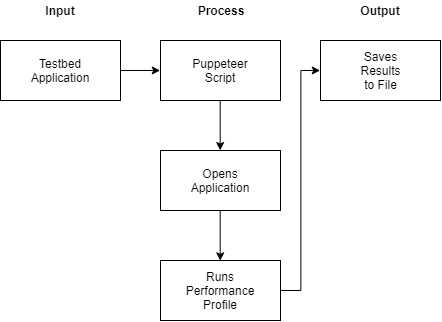 Input
Process
Output
Testbed
Application
Puppeteer
Script
Saves
Results
to File
Opens
Application
Runs
Performance
Profile